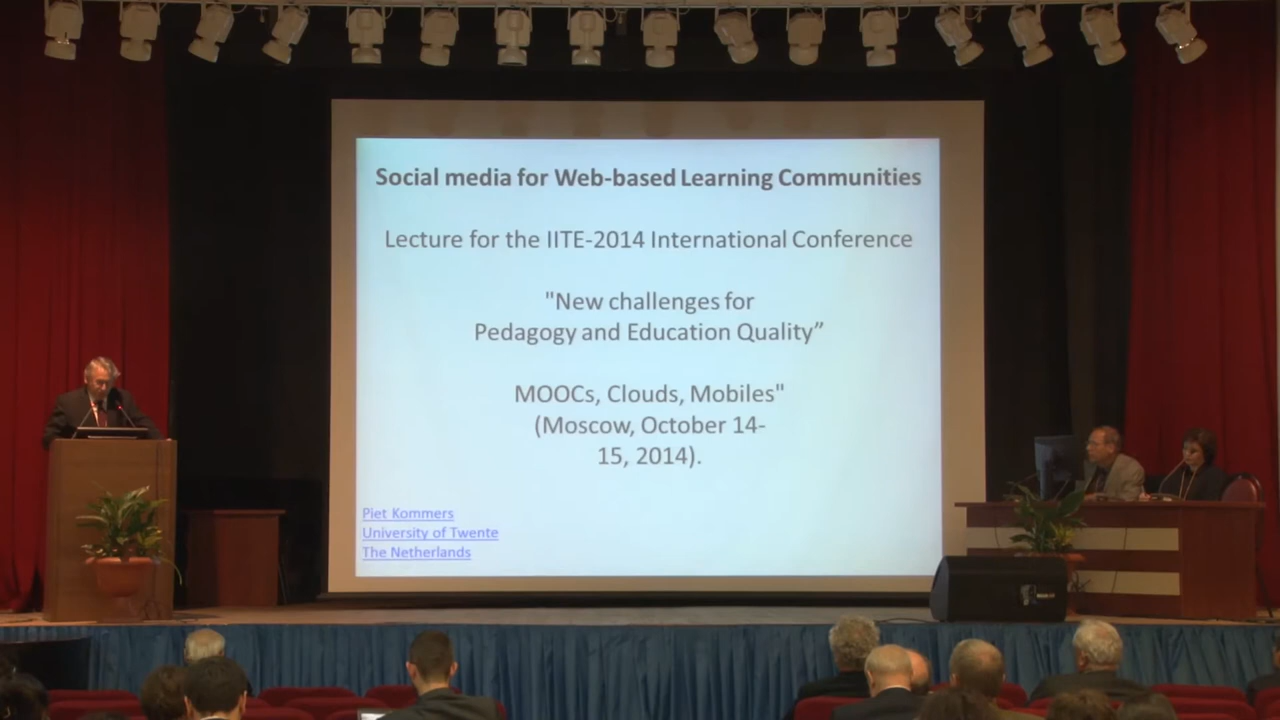 Social media for Web-based Learning Communities
Lecture for the IITE-2014 International Conference
"New challenges for
Pedagogy and Education Quality”
MOOCs, Clouds, Mobiles"
(Moscow, October 14-
15, 2014).
Piet Kommers
University of Twente
The Netherlands